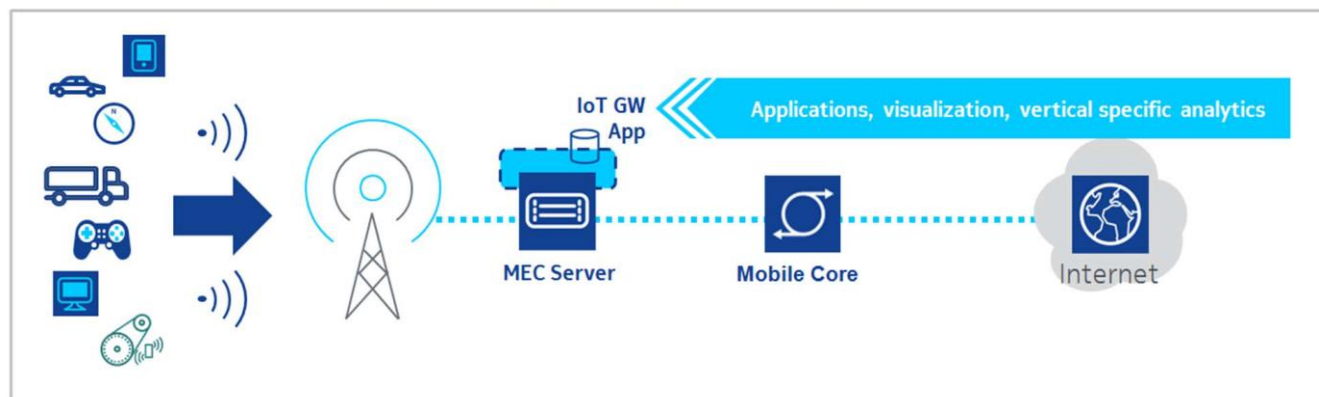 IoT GW
App
Applications, visualization, vertical specific analytics
N
MEC Server
Mobile Core
Internet